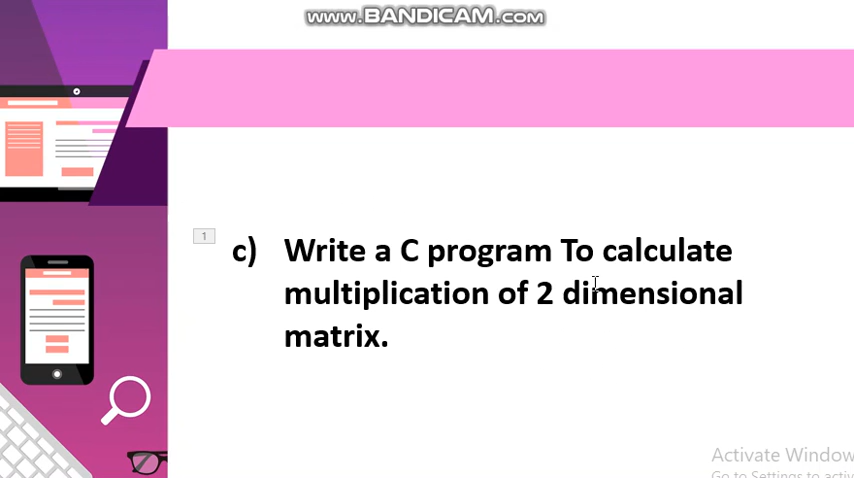 www.BANDICAM.com
1
c) Write a C program To calculate
multiplication of 2 dimensional
matrix.
Activate Window
Go to Settings to activ